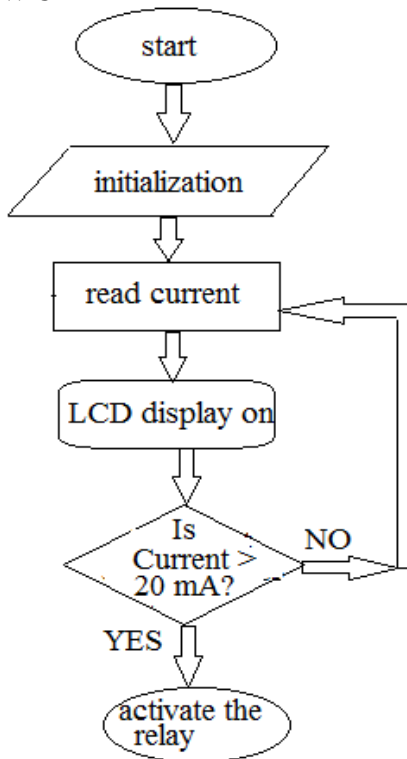 start
initialization
read current
LCD display on
Is
Current >
20 mA?
NO
YES
activate the
relay